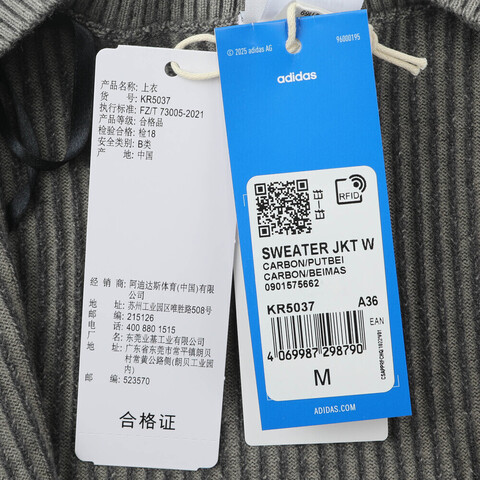 产品名称: 上衣
货 号: KR5037
执行标准: FZ/T 73005-2021
产品等级: 合格品
检验合格: 检18
安全类别: B类
产 地: 中国
经 销 商: 阿迪达斯体育(中国)有限公司
地 址: 苏州工业园区唯胜路508号
邮 编: 215126
电 话: 400 880 1515
厂 名: 东莞业基工业有限公司
地 址: 广东省东莞市常平镇朗贝村常黄公路侧(朗贝工业园内)
邮 编: 523570
合格证
© 2025 adidas AG
96000195
adidas
RFID
SWEATER JKT W
CARBON/PUTBEI
CARBON/BEIMAS
0901575662
KR5037
A36
EAN
4 069987 298790
M
ADIDAS.COM